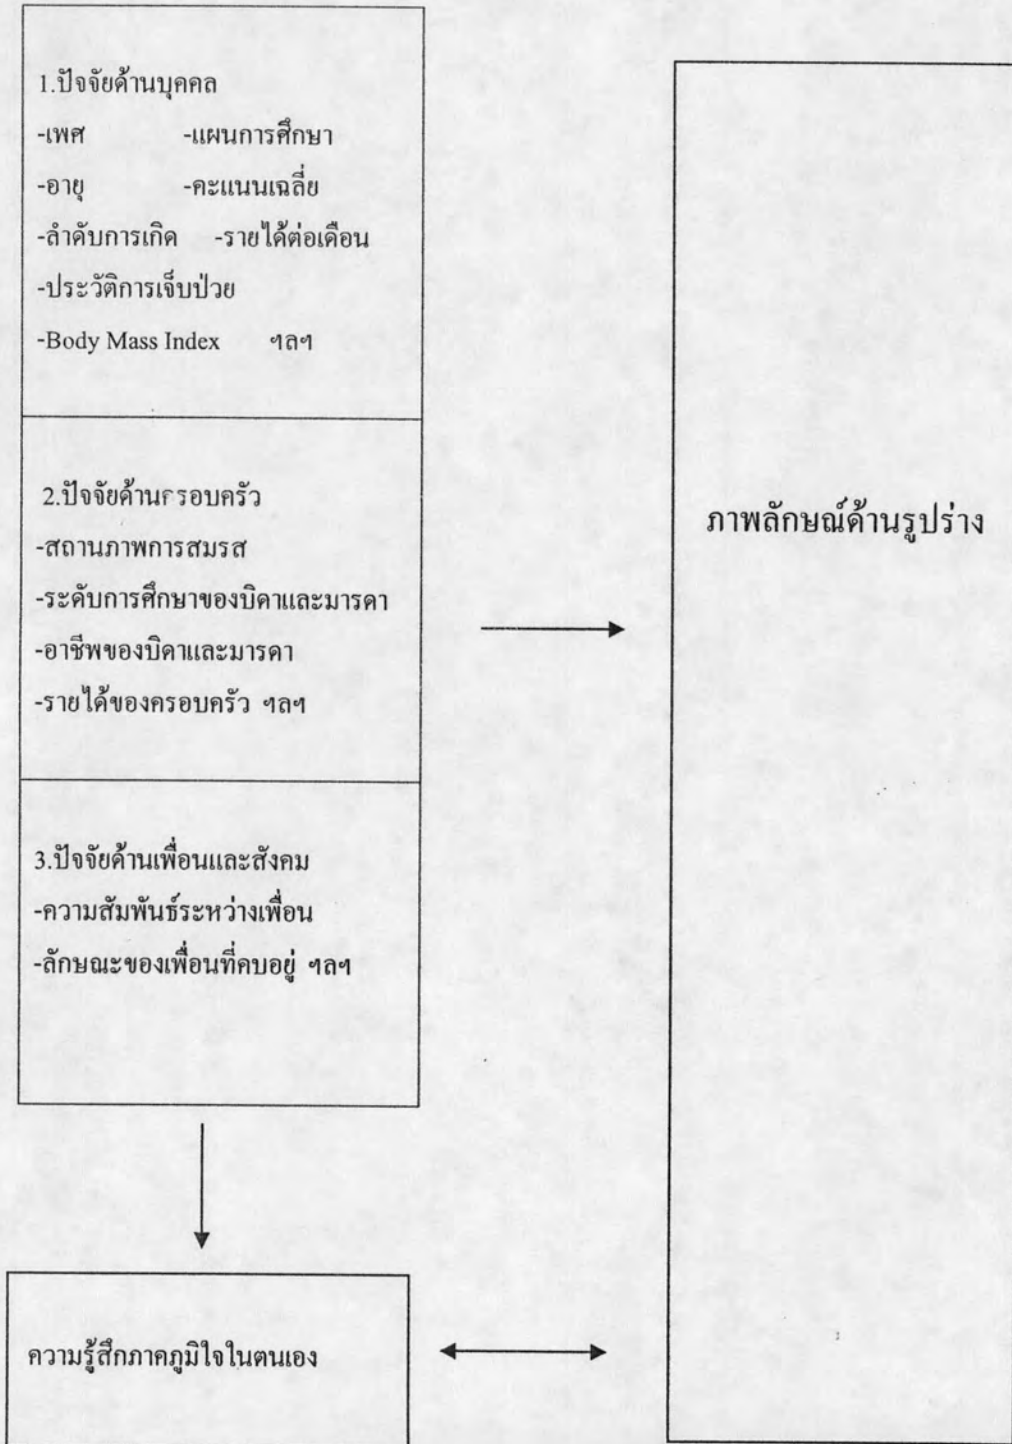 1.ปัจจัยด้านบุคคล
-เพศ -แผนการศึกษา
-อายุ -คะแนนเฉลี่ย
-ลำดับการเกิด -รายได้ต่อเดือน
-ประวัติการเจ็บป่วย
-Body Mass Index ฯลฯ
2.ปัจจัยด้านครอบครัว
-สถานภาพการสมรส
-ระดับการศึกษาของบิดาและมารดา
-อาชีพของบิดาและมารดา
-รายได้ของครอบครัว ฯลฯ
3.ปัจจัยด้านเพื่อนและสังคม
-ความสัมพันธ์ระหว่างเพื่อน
-ลักษณะของเพื่อนที่คบอยู่ ฯลฯ
ภาพลักษณ์ด้านรูปร่าง
ความรู้สึกภาคภูมิใจในตนเอง